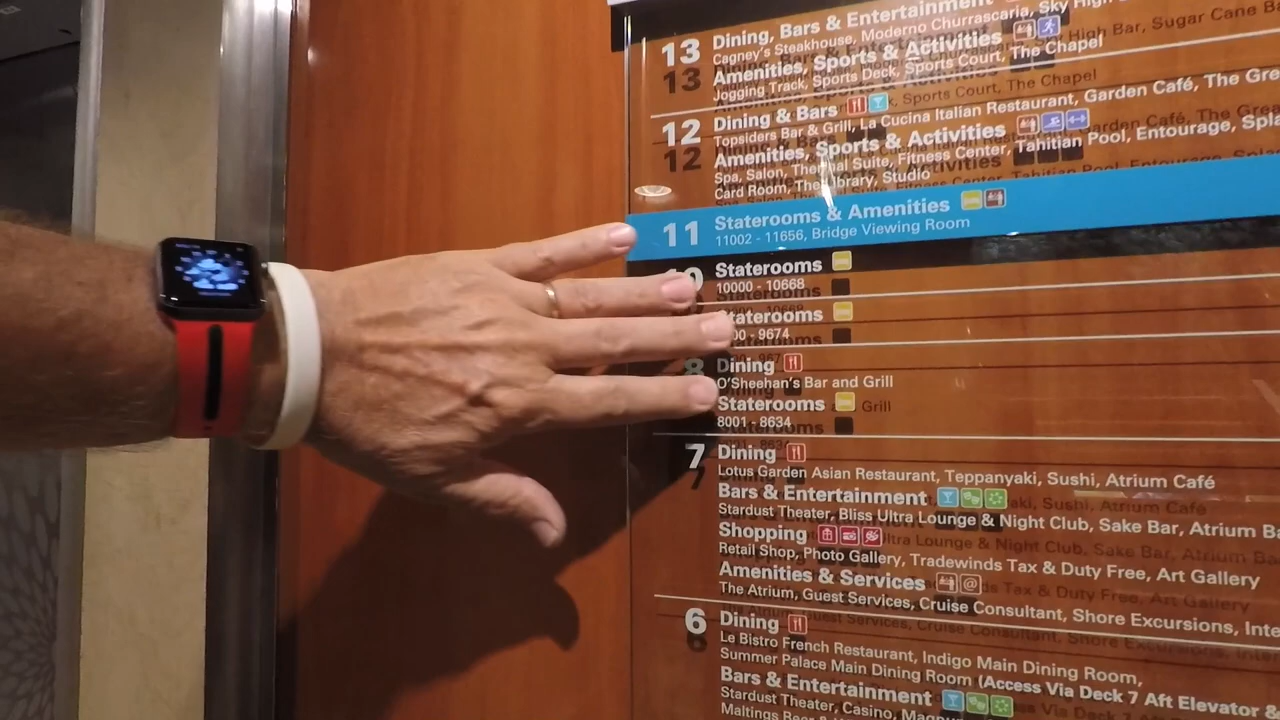 Dining, Bars & Entertainment
13 Cagney's Steakhouse, Moderno Churrascaria, Sky High Bar, Sugar Cane
Amenities, Sports & Activities
Jogging Track, Sports Deck, Sports Court, The Chapel
12 Dining & Bars
Topsiders Bar & Grill, La Cucina Italian Restaurant, Garden Café, The
Amenities, Sports & Activities
Spa, Salon, Thermal Suite, Fitness Center, Tahitian Pool, Entourage,
Card Room, The Library, Studio
11 Staterooms & Amenities
11002 - 11656, Bridge Viewing Room
Staterooms
10000 - 10668
Staterooms
- 9674
8 Dining
O'Sheehan's Bar and Grill
Staterooms
8001 - 8634
7 Dining
Lotus Garden Asian Restaurant, Teppanyaki, Sushi, Atrium Café
Bars & Entertainment
Stardust Theater, Bliss Ultra Lounge & Night Club, Sake Bar, Atrium
Shopping
Retail Shop, Photo Gallery, Tradewinds Tax & Duty Free, Art Gallery
Amenities & Services
The Atrium, Guest Services, Cruise Consultant, Shore Excursions,
6 Dining
Le Bistro French Restaurant, Indigo Main Dining Room,
Summer Palace Main Dining Room (Access Via Deck 7 Aft Elevator &
Bars & Entertainment
Stardust Theater, Casino,
Maltings